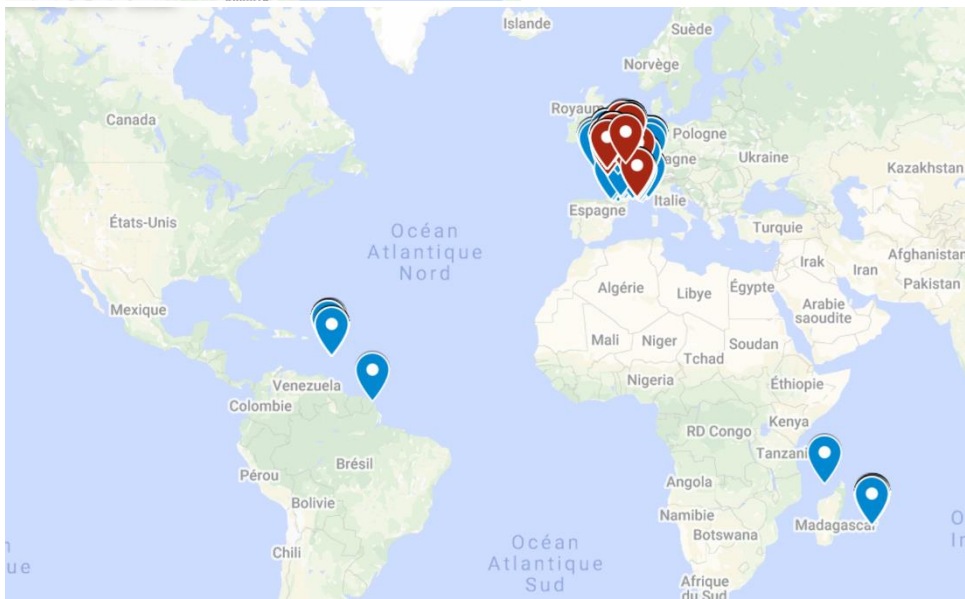 Islande
Suède
Norvège
Royaum
Canada
Pologne
agne
Ukraine
Kazakhstan
Italie
Espagne
États-Unis
Turquie
Océan
Atlantique
Nord
Afghanistan
Irak
Iran
Algérie
Libye
Égypte
Pakistan
Mexique
Arabie
saoudite
Mali
Niger
Soudan
Tchad
Venezuela
Nigeria
Éthiopie
Colombie
Kenya
RD Congo
Tanzani
Brésil
Pérou
Angola
Bolivie
Namibie
Madagascar
Botswana
Océan
Atlantique
Sud
Chili
ue
Afrique
du Sud